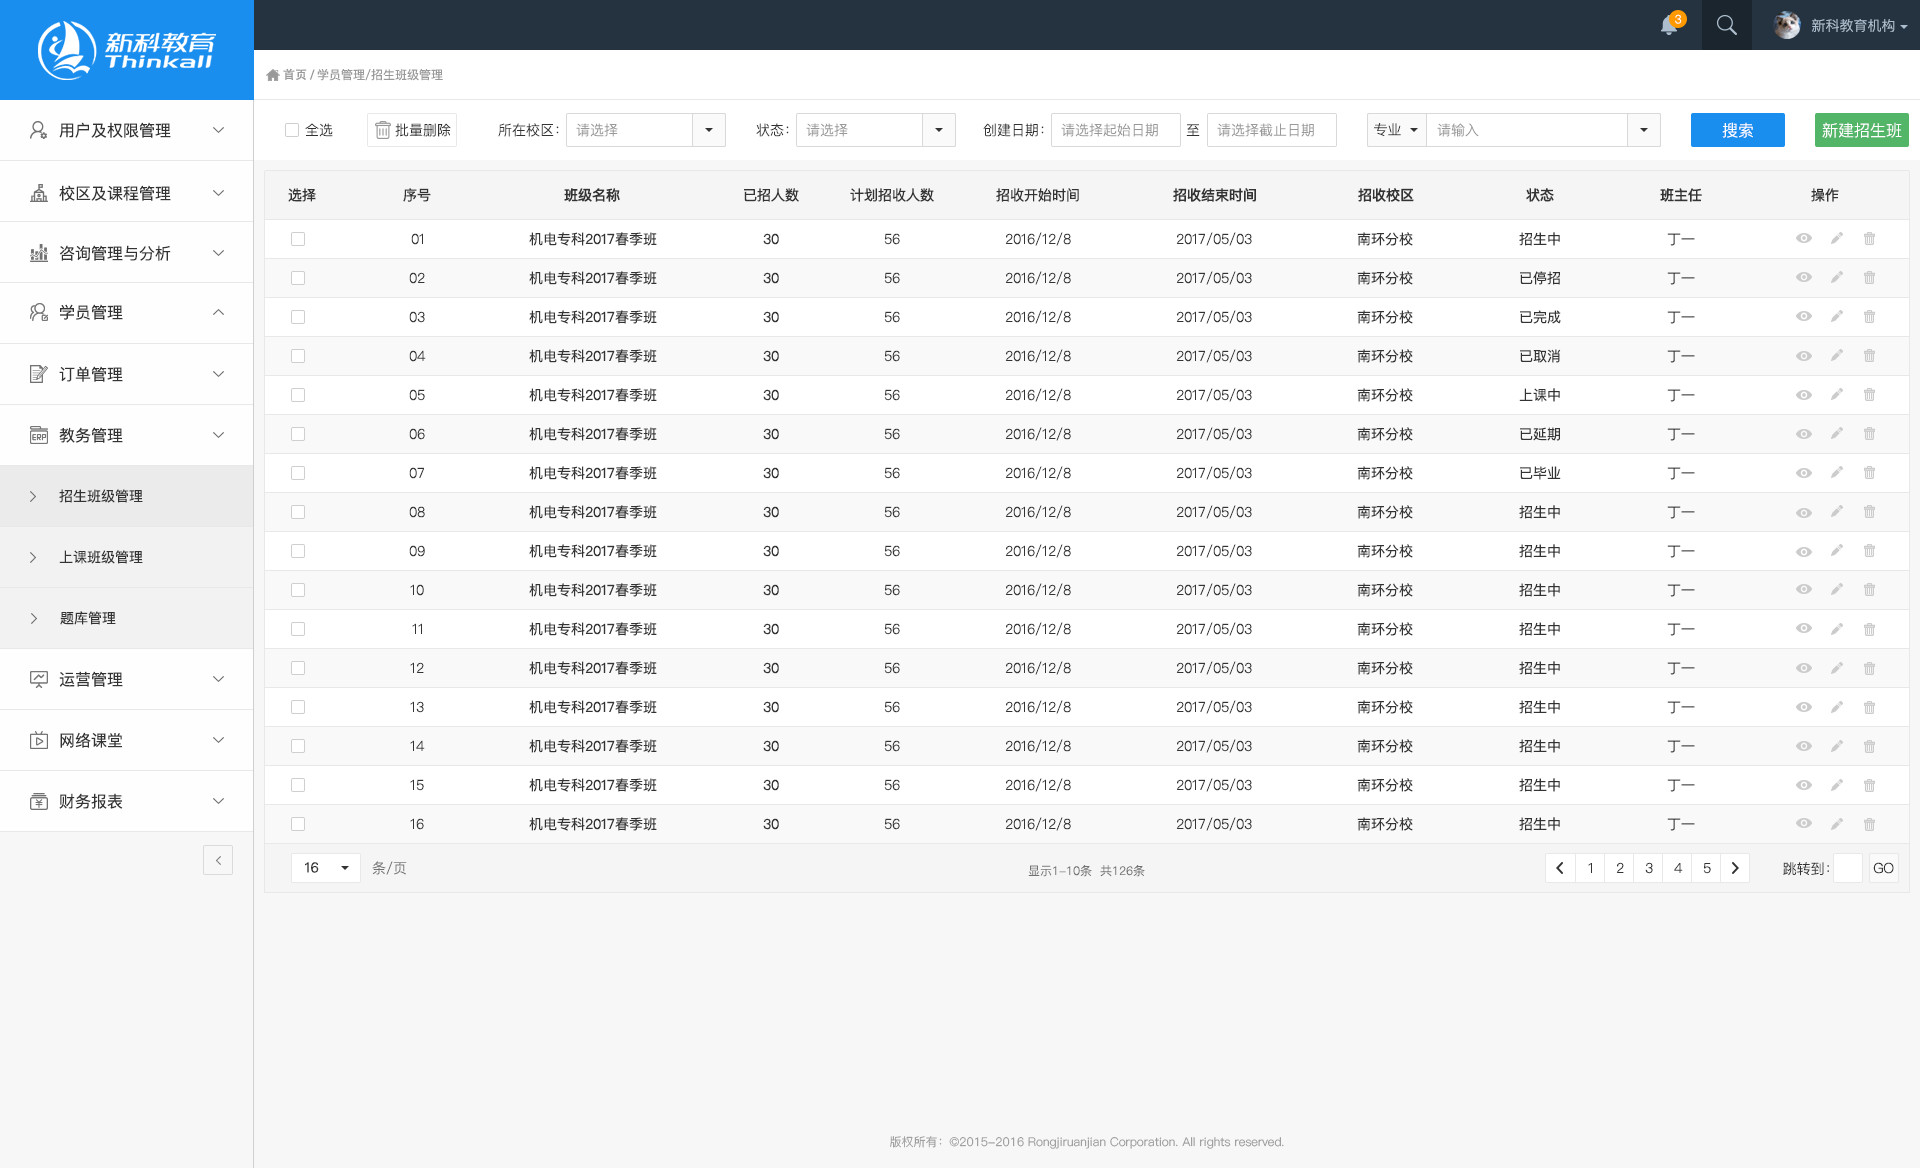 新科教育
Thinkall
3
新科教育机构
首页 / 学员管理/招生班级管理
用户及权限管理
校区及课程管理
咨询管理与分析
学员管理
订单管理
教务管理
招生班级管理
上课班级管理
题库管理
运营管理
网络课堂
财务报表
全选 批量删除 所在校区: 请选择 状态: 请选择 创建日期: 请选择起始日期 至 请选择截止日期 专业 请输入 搜索 新建招生班
选择 序号 班级名称 已招人数 计划招收人数 招收开始时间 招收结束时间 招收校区 状态 班主任 操作
01 机电专科2017春季班 30 56 2016/12/8 2017/05/03 南环分校 招生中 丁一
02 机电专科2017春季班 30 56 2016/12/8 2017/05/03 南环分校 已停招 丁一
03 机电专科2017春季班 30 56 2016/12/8 2017/05/03 南环分校 已完成 丁一
04 机电专科2017春季班 30 56 2016/12/8 2017/05/03 南环分校 已取消 丁一
05 机电专科2017春季班 30 56 2016/12/8 2017/05/03 南环分校 上课中 丁一
06 机电专科2017春季班 30 56 2016/12/8 2017/05/03 南环分校 已延期 丁一
07 机电专科2017春季班 30 56 2016/12/8 2017/05/03 南环分校 已毕业 丁一
08 机电专科2017春季班 30 56 2016/12/8 2017/05/03 南环分校 招生中 丁一
09 机电专科2017春季班 30 56 2016/12/8 2017/05/03 南环分校 招生中 丁一
10 机电专科2017春季班 30 56 2016/12/8 2017/05/03 南环分校 招生中 丁一
11 机电专科2017春季班 30 56 2016/12/8 2017/05/03 南环分校 招生中 丁一
12 机电专科2017春季班 30 56 2016/12/8 2017/05/03 南环分校 招生中 丁一
13 机电专科2017春季班 30 56 2016/12/8 2017/05/03 南环分校 招生中 丁一
14 机电专科2017春季班 30 56 2016/12/8 2017/05/03 南环分校 招生中 丁一
15 机电专科2017春季班 30 56 2016/12/8 2017/05/03 南环分校 招生中 丁一
16 机电专科2017春季班 30 56 2016/12/8 2017/05/03 南环分校 招生中 丁一
16 条/页 显示1-10条 共126条 1 2 3 4 5 跳转到: GO
版权所有: ©2015-2016 Rongjiruanjian Corporation. All rights reserved.